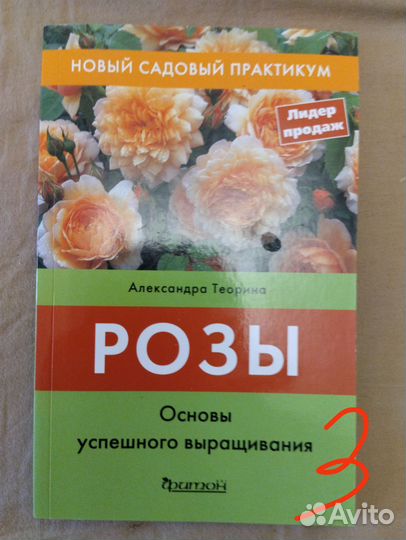 НОВЫЙ САДОВЫЙ ПРАКТИКУМ
Лидер
продаж
Александра Теорина
РОЗЫ
Основы
успешного выращивания
фитон
3
Avito